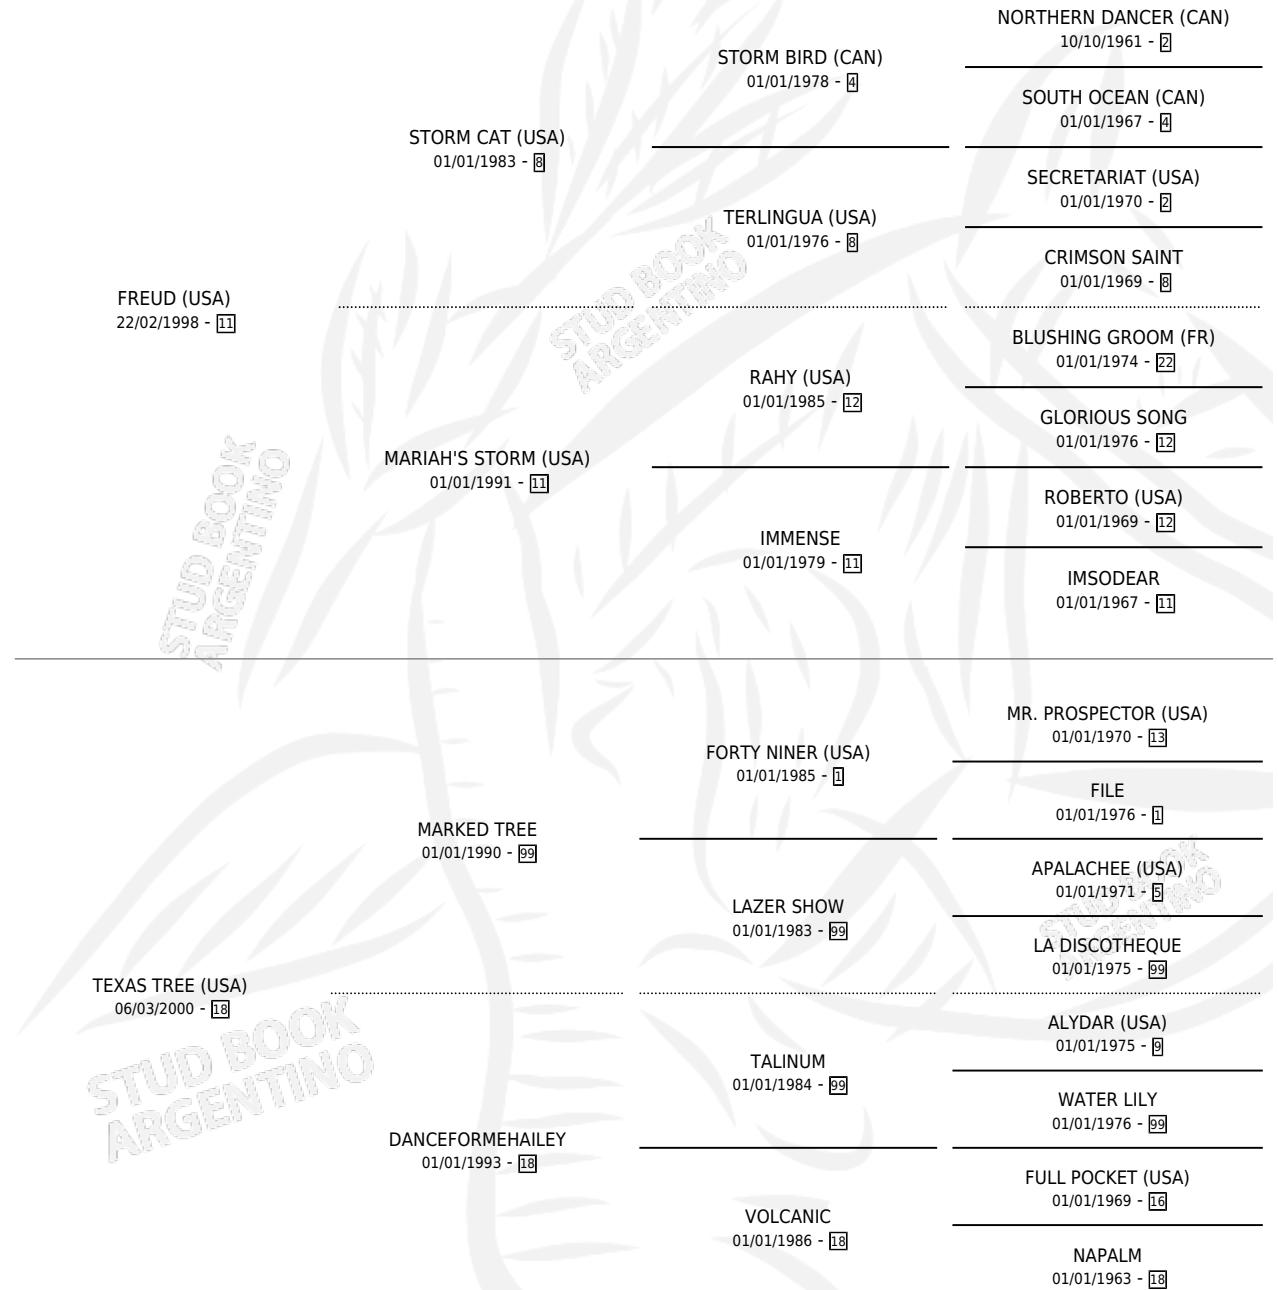 NORTHERN DANCER (CAN)
10/10/1961 - 2
STORM BIRD (CAN)
01/01/1978 - 4
SOUTH OCEAN (CAN)
01/01/1967 - 4
STORM CAT (USA)
01/01/1983 - 8
SECRETARIAT (USA)
01/01/1970 - 2
TERLINGUA (USA)
01/01/1976 - 8
CRIMSON SAINT
01/01/1969 - 8
FREUD (USA)
22/02/1998 - 11
STUD BOOK
ARGENTINO
BLUSHING GROOM (FR)
01/01/1974 - 22
RAHY (USA)
01/01/1985 - 12
GLORIOUS SONG
01/01/1976 - 12
MARIAH'S STORM (USA)
01/01/1991 - 11
ROBERTO (USA)
01/01/1969 - 12
IMMENSE
01/01/1979 - 11
IMSODEAR
01/01/1967 - 11
STUD BOOK
ARGENTINO
MR. PROSPECTOR (USA)
01/01/1970 - 13
FORTY NINER (USA)
01/01/1985 - 1
FILE
01/01/1976 - 1
MARKED TREE
01/01/1990 - 99
APALACHEE (USA)
01/01/1971 - 5
LAZER SHOW
01/01/1983 - 99
LA DISCOTHEQUE
01/01/1975 - 99
STUD BOOK
ARGENTINO
TEXAS TREE (USA)
06/03/2000 - 18
ALYDAR (USA)
01/01/1975 - 9
TALINUM
01/01/1984 - 99
WATER LILY
01/01/1976 - 99
STUD BOOK
ARGENTINO
DANCEFORMEHAILEY
01/01/1993 - 18
FULL POCKET (USA)
01/01/1969 - 16
VOLCANIC
01/01/1986 - 18
NAPALM
01/01/1963 - 18